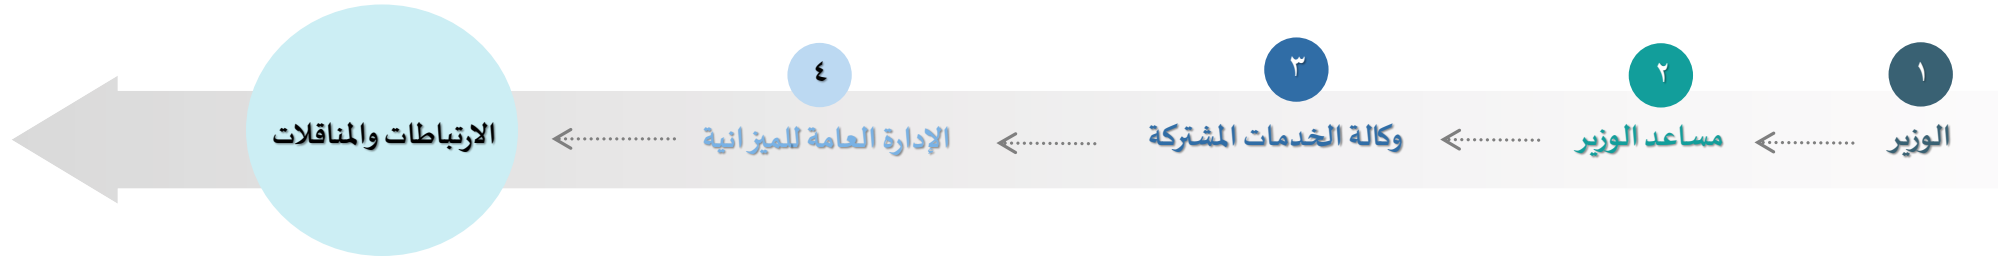 ١
الوزير
٢
مساعد الوزير
٣
وكالة الخدمات المشتركة
٤
الإدارة العامة للميزانية
الارتباطات والمناقلات